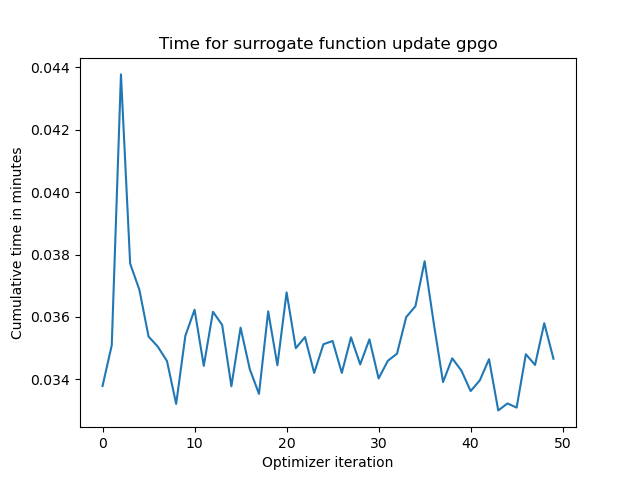 Time for surrogate function update gpgo
Cumulative time in minutes
0.044
0.042
0.040
0.038
0.036
0.034
0 10 20 30 40 50
Optimizer iteration